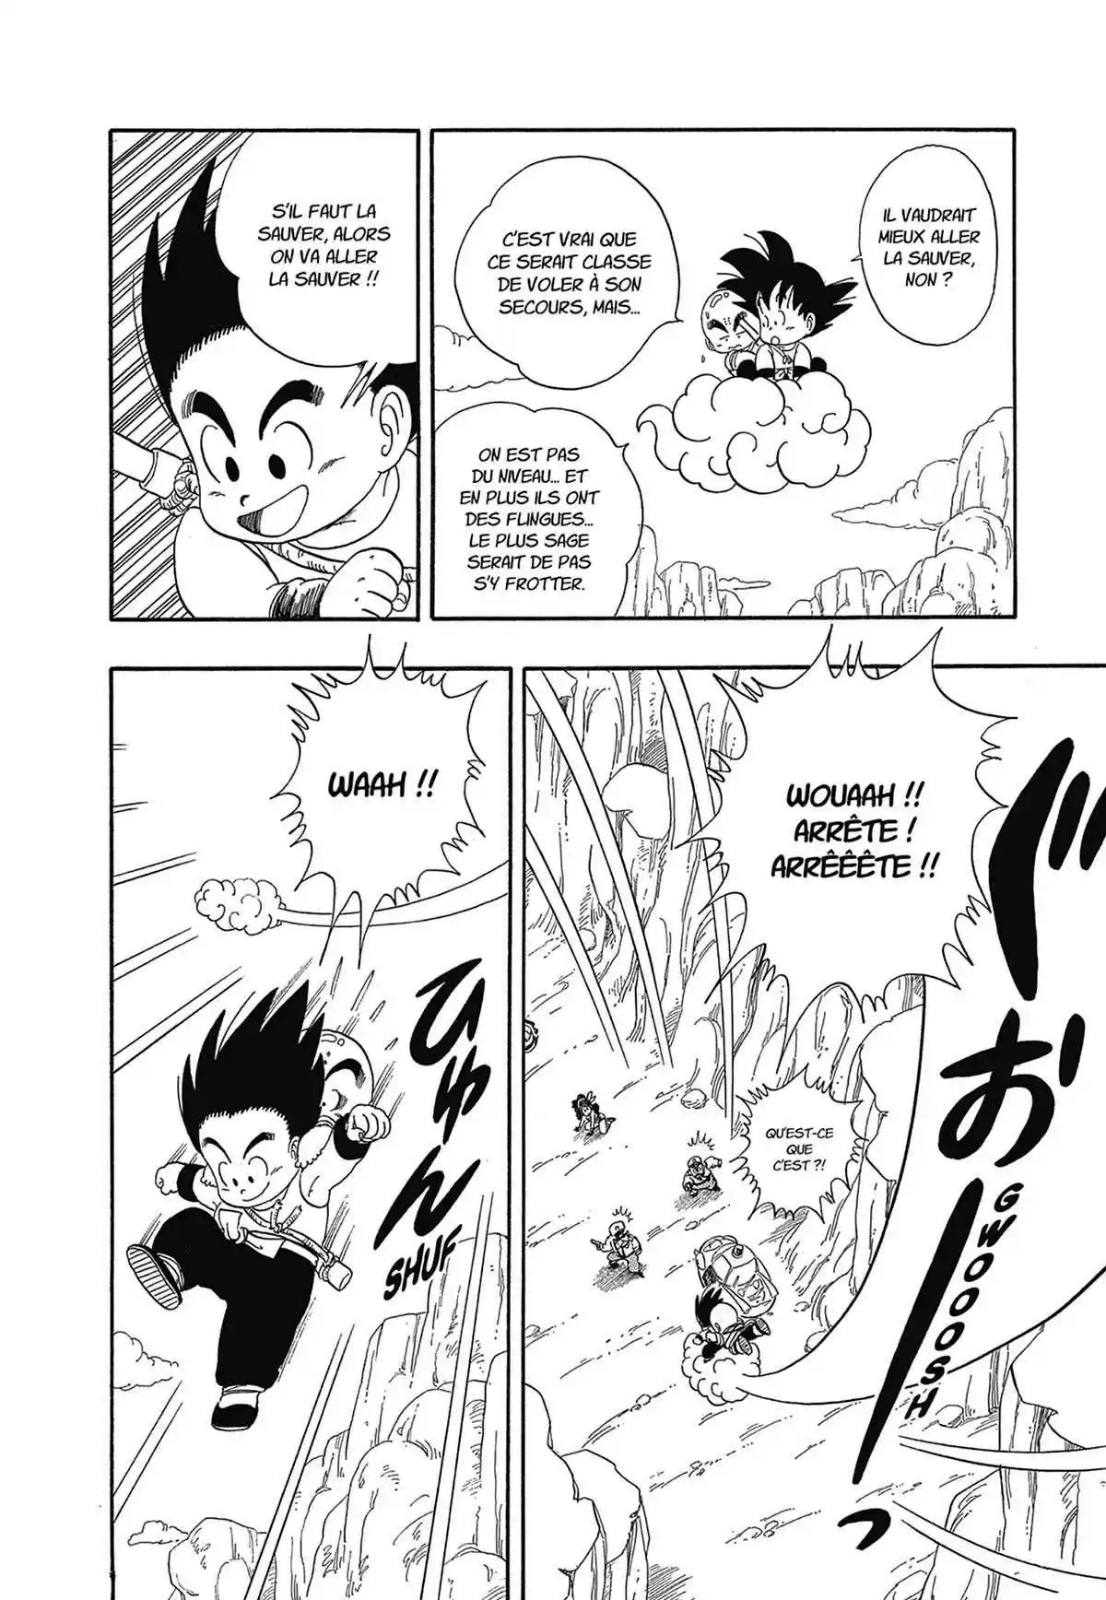 IL VAUDRAIT
MIEUX ALLER
LA SAUVER,
NON ?
C'EST VRAI QUE
CE SERAIT CLASSE
DE VOLER À SON
SECOURS, MAIS...
ON EST PAS
DU NIVEAU... ET
EN PLUS ILS ONT
DES FLINGUES...
LE PLUS SAGE
SERAIT DE PAS
S'Y FROTTER.
S'IL FAUT LA
SAUVER, ALORS
ON VA ALLER
LA SAUVER !!
WOUAAH !!
ARRÊTE !
ARRÊÊÊTE !!
QU'EST-CE
QUE
C'EST ?!
GWOOOSH
WAAH !!
ひゅん
SHUF